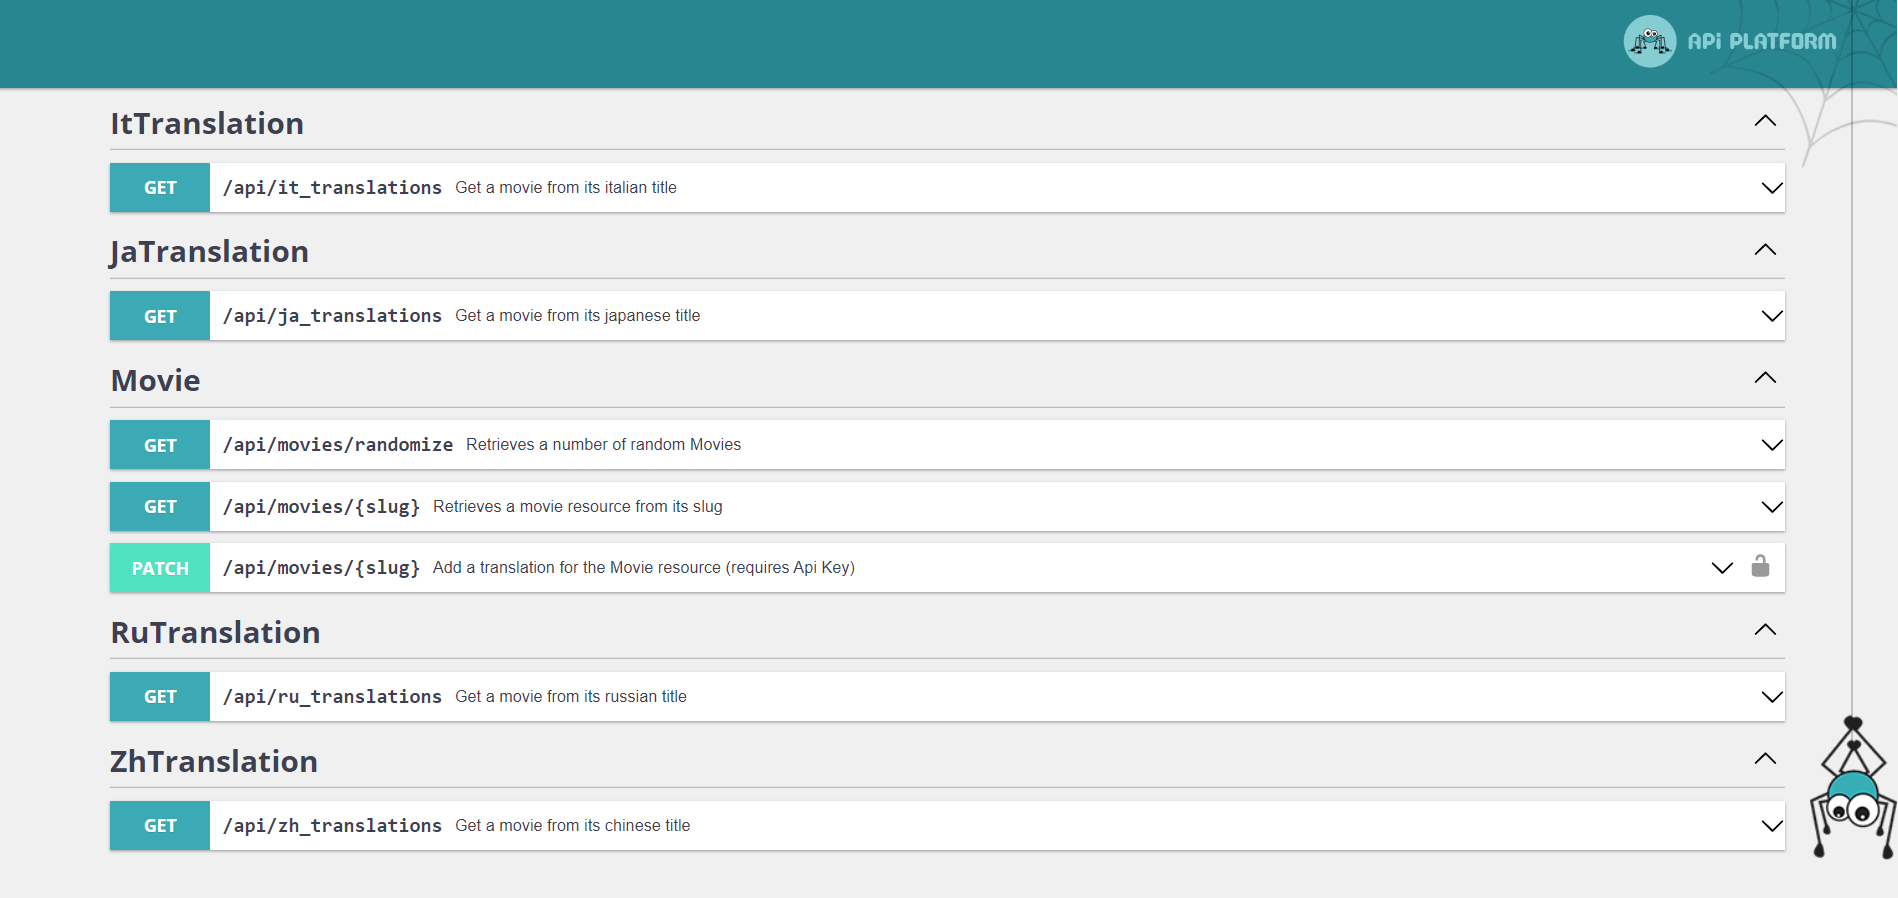 API PLATFORM
ItTranslation
GET /api/it_translations Get a movie from its italian title
JaTranslation
GET /api/ja_translations Get a movie from its japanese title
Movie
GET /api/movies/randomize Retrieves a number of random Movies
GET /api/movies/{slug} Retrieves a movie resource from its slug
PATCH /api/movies/{slug} Add a translation for the Movie resource (requires Api Key)
RuTranslation
GET /api/ru_translations Get a movie from its russian title
ZhTranslation
GET /api/zh_translations Get a movie from its chinese title